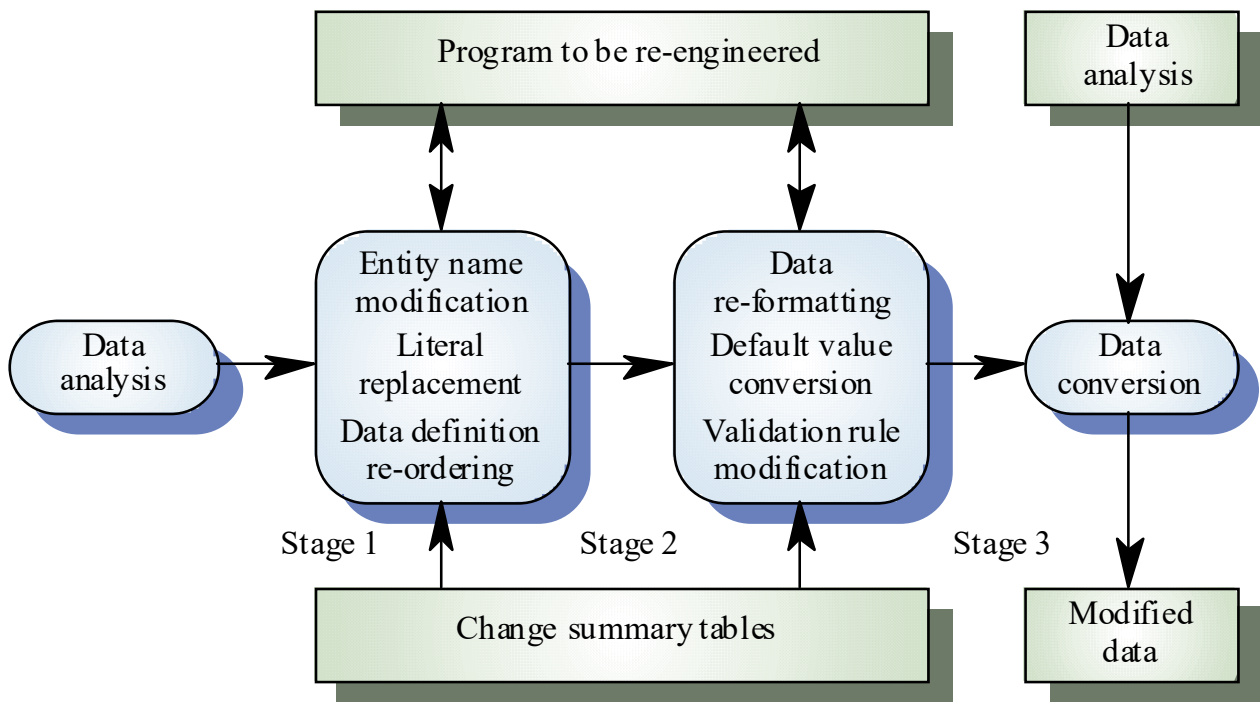 Program to be re-engineered
Data
analysis
Data
analysis
Entity name
modification
Literal
replacement
Data definition
re-ordering
Data
re-formatting
Default value
conversion
Validation rule
modification
Data
conversion
Stage 1
Stage 2
Stage 3
Change summary tables
Modified
data